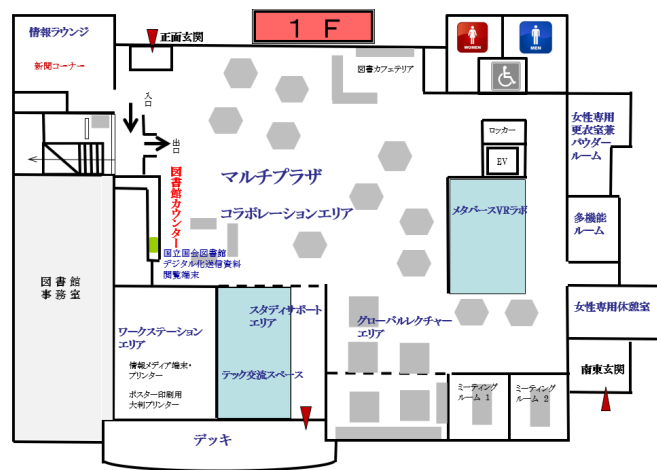 1 F
情報ラウンジ
新聞コーナー
正面玄関
図書カフェテリア
WOMEN
MEN
入口
出口
ロッカー
EV
女性専用
更衣室兼
パウダー
ルーム
図書館カウンター
マルチプラザ
コラボレーションエリア
メタバースVRラボ
多機能
ルーム
国立国会図書館
デジタル化送信資料
閲覧端末
図書館
事務室
ワークステーション
エリア
情報メディア端末・
プリンター
ポスター印刷用
大判プリンター
スタディサポート
エリア
テック交流スペース
グローバルレクチャー
エリア
女性専用休憩室
南東玄関
ミーティング
ルーム 1
ミーティング
ルーム 2
デッキ